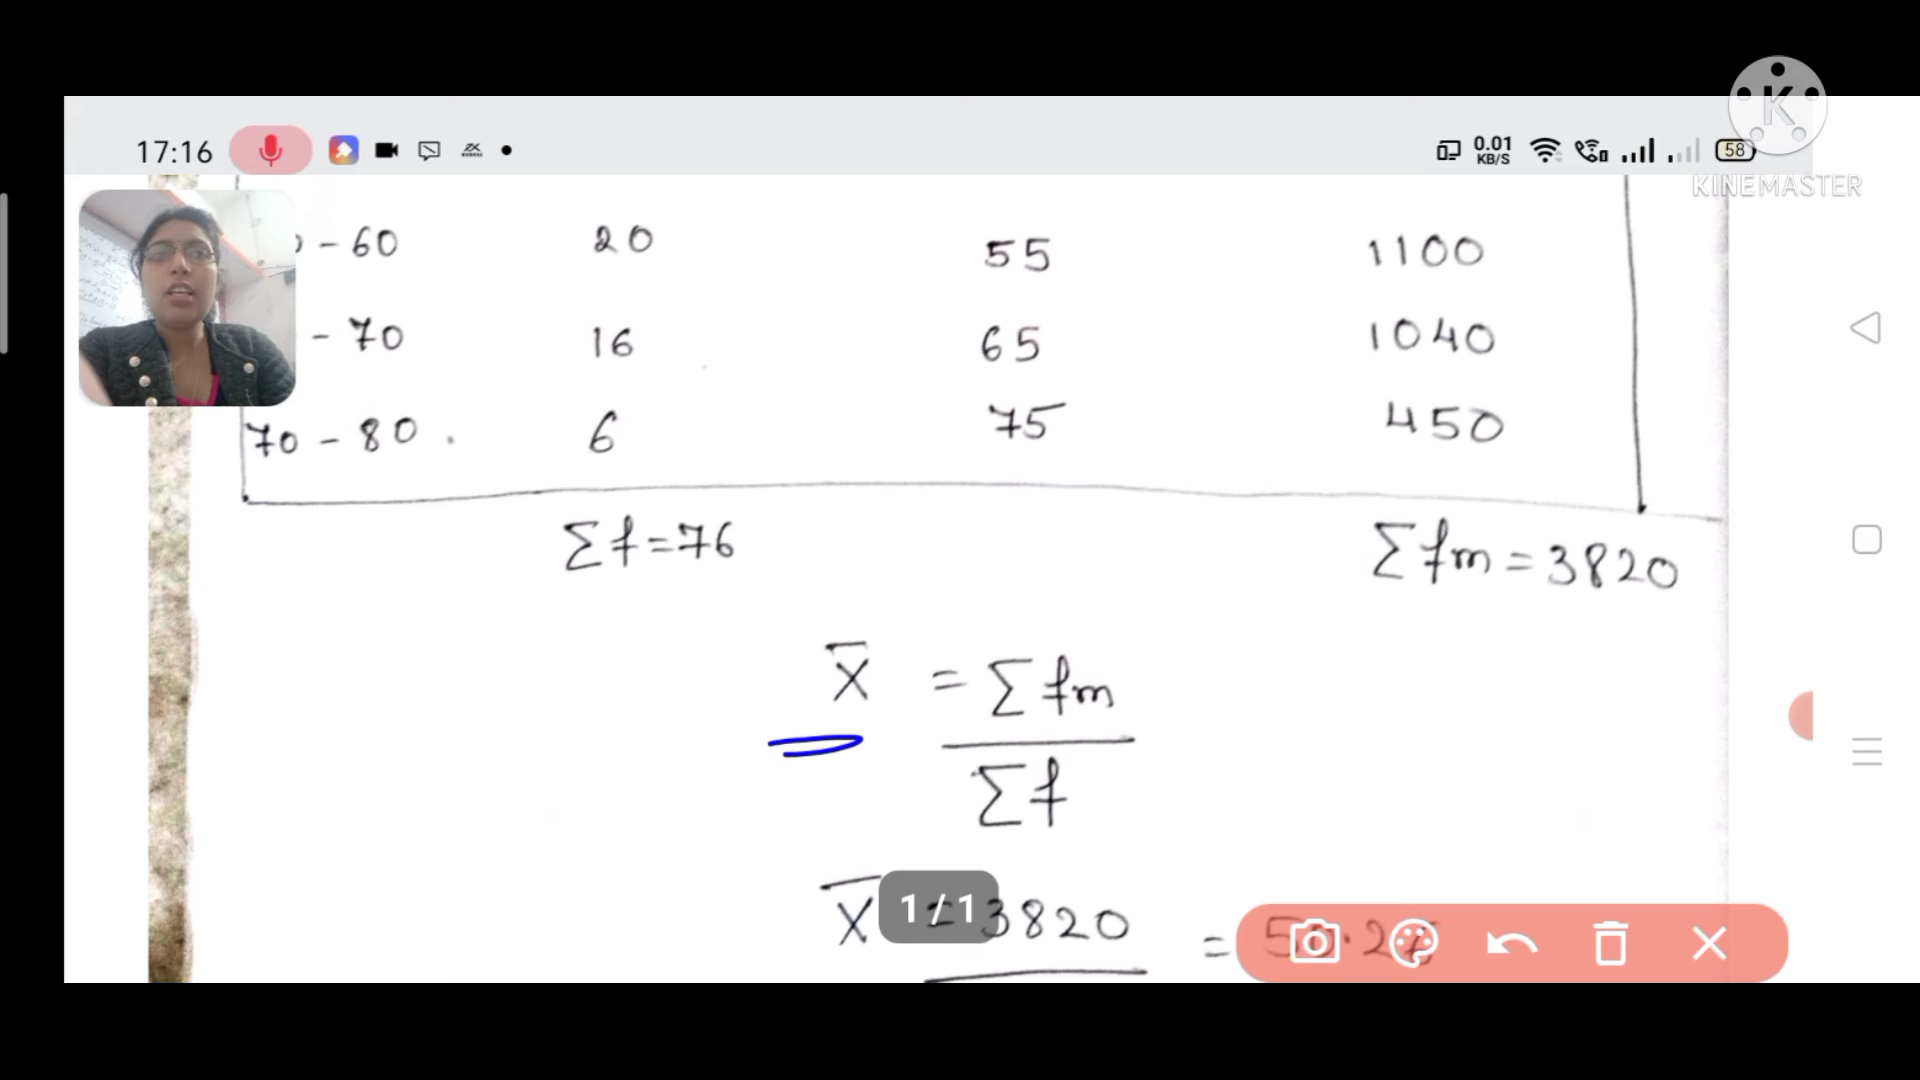 17:16 0.01 KB/S 58
KINEMASTER
- 60 20 55 1100
- 70 16 65 1040
70 - 80 . 6 75 450
Σf=76 Σfm = 3820
X̄ = Σfm
Σf
X̄ = 3820 =
1/1